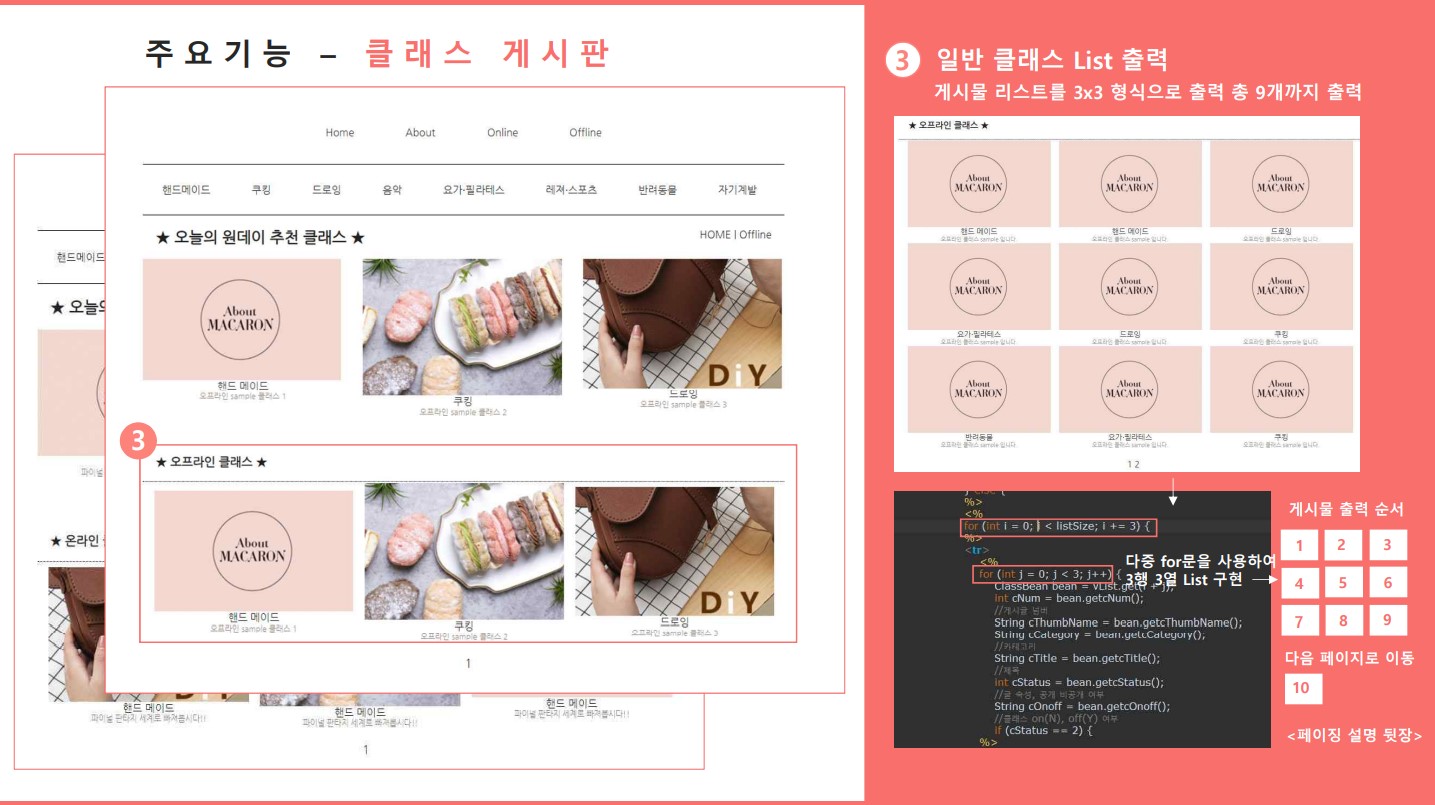 주요기능 – 클래스 게시판
Home About Online Offline
핸드메이드 쿠킹 드로잉 음악 요가·필라테스 레져·스포츠 반려동물 자기계발
★ 오늘의 원데이 추천 클래스 ★
HOME | Offline
About
MACARON
DiY
핸드 메이드
오프라인 sample 클래스 1
쿠킹
오프라인 sample 클래스 2
드로잉
오프라인 sample 클래스 3
3
★ 오프라인 클래스 ★
About
MACARON
DiY
핸드 메이드
오프라인 sample 클래스 1
쿠킹
오프라인 sample 클래스 2
드로잉
오프라인 sample 클래스 3
1
핸드메이드
★ 오늘의
파이널
★ 온라인
핸드 메이드
파이널 판타지 세계로 빠져봅시다!!
핸드 메이드
파이널 판타지 세계로 빠져봅시다!!
핸드 메이드
파이널 판타지 세계로 빠져봅시다!!
1
3 일반 클래스 List 출력
게시물 리스트를 3x3 형식으로 출력 총 9개까지 출력
★ 오프라인 클래스 ★
About About About
MACARON MACARON MACARON
핸드 메이드 핸드 메이드 드로잉
오프라인 클래스 sample 입니다. 오프라인 클래스 sample 입니다. 오프라인 클래스 sample 입니다.
About About About
MACARON MACARON MACARON
요가·필라테스 드로잉 쿠킹
오프라인 클래스 sample 입니다. 오프라인 클래스 sample 입니다. 오프라인 클래스 sample 입니다.
About About About
MACARON MACARON MACARON
반려동물 요가·필라테스 쿠킹
오프라인 클래스 sample 입니다. 오프라인 클래스 sample 입니다. 오프라인 클래스 sample 입니다.
1 2
} else {
%>
<%
for (int i = 0; i < listSize; i += 3) {
%>
<tr>
<%
for (int j = 0; j < 3; j++) {
ClassBean bean = vList.get(i + j);
int cNum = bean.getcNum();
//게시글 넘버
String cThumbName = bean.getcThumbName();
String cCategory = bean.getcCategory();
//카테고리
String cTitle = bean.getcTitle();
//제목
int cStatus = bean.getcStatus();
//글 속성, 공개 비공개 여부
String cOnoff = bean.getcOnoff();
//클래스 on(N), off(Y) 여부
if (cStatus == 2) {
%>
다중 for문을 사용하여
3행 3열 List 구현
게시물 출력 순서
1 2 3
4 5 6
7 8 9
다음 페이지로 이동
10
<페이징 설명 뒷장>